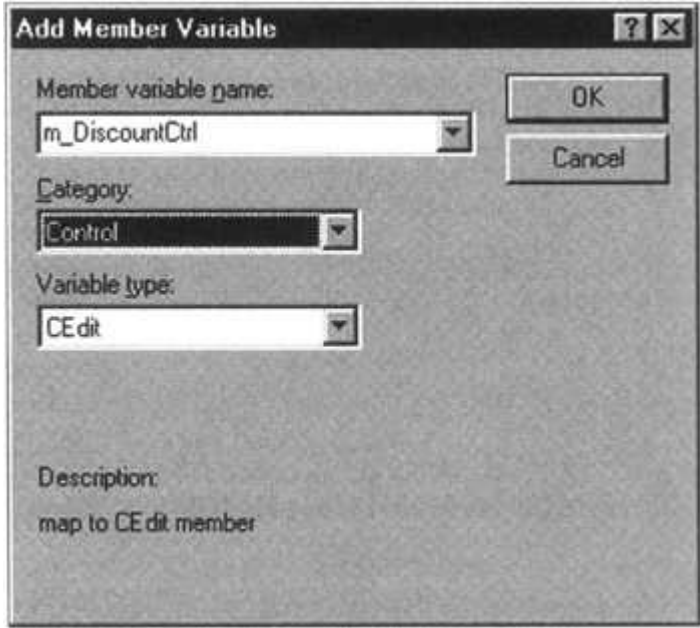 Add Member Variable
Member variable name:
OK
m_DiscountCtrl
Cancel
Category:
Control
Variable type:
CEdit
Description:
map to CEdit member